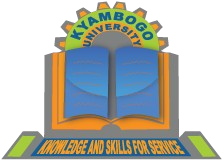 KYAMBOGO
UNIVERSITY
KNOWLEDGE AND SKILLS FOR SERVICE